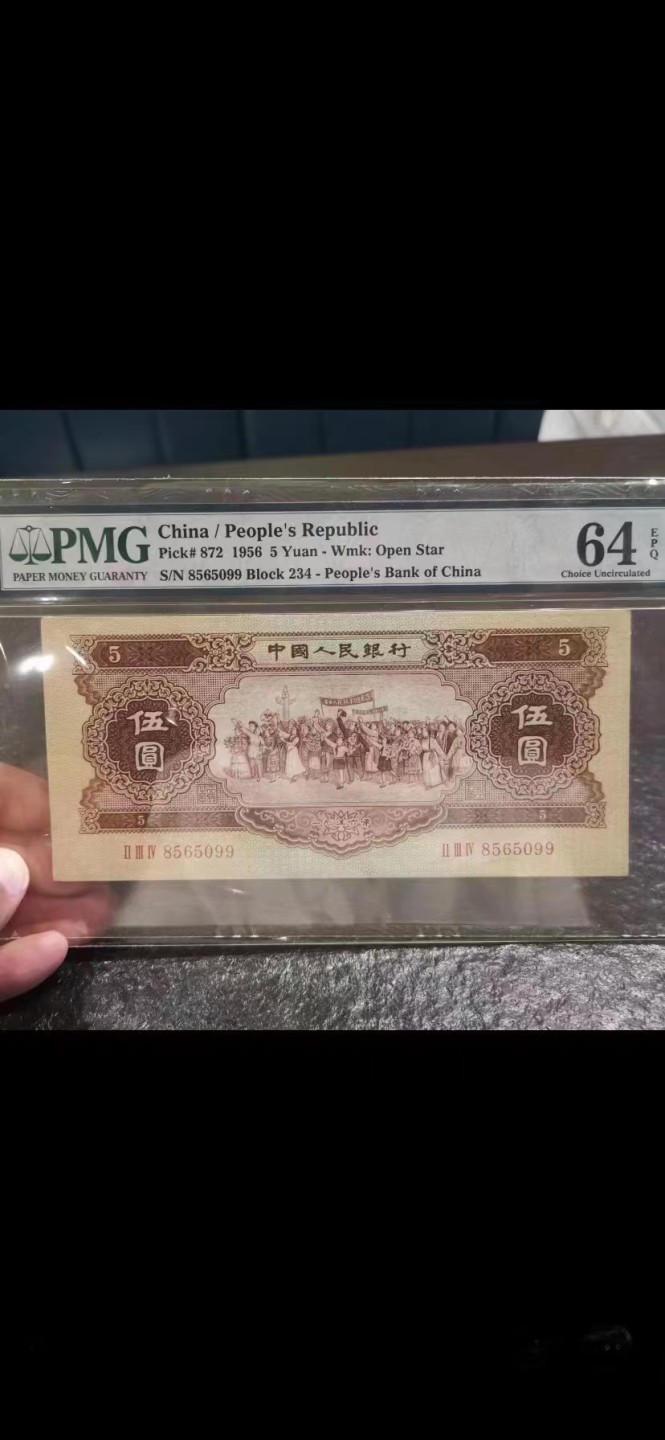 PMG
PAPER MONEY GUARANTY
China / People's Republic
Pick# 872 1956 5 Yuan - Wmk: Open Star
S/N 8565099 Block 234 - People's Bank of China
64 EPQ
Choice Uncirculated
5 中國人民銀行 5
伍圓 伍圓
5 5
II III IV 8565099 II III IV 8565099